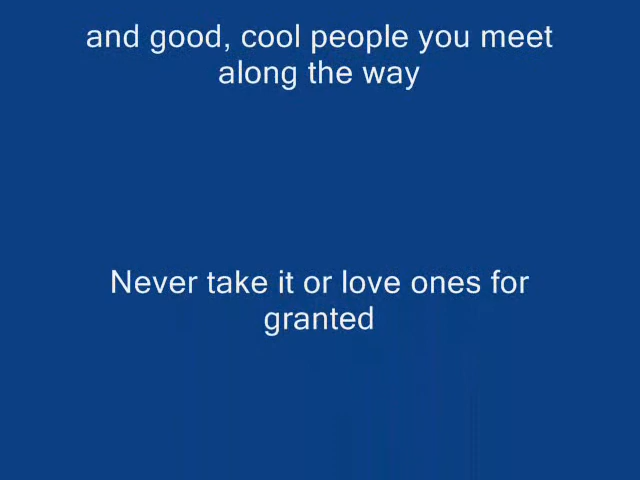 and good, cool people you meet
along the way
Never take it or love ones for
granted